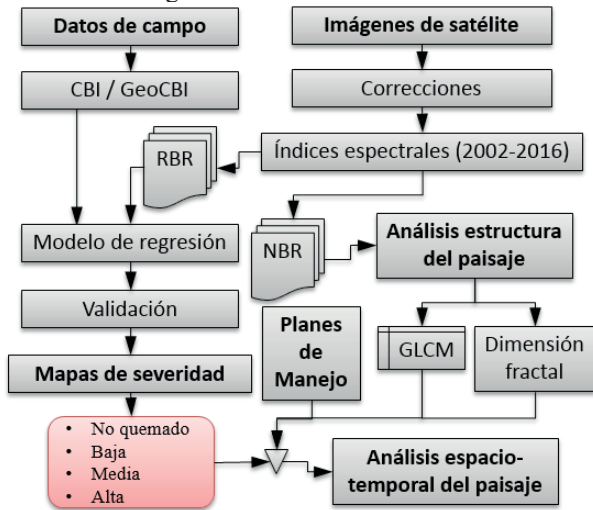 Datos de campo
Imágenes de satélite
CBI / GeoCBI
Correcciones
RBR
Índices espectrales (2002-2016)
Modelo de regresión
NBR
Análisis estructura
del paisaje
Validación
Planes
de
Manejo
GLCM
Dimensión
fractal
Mapas de severidad
• No quemado
• Baja
• Media
• Alta
Análisis espacio-
temporal del paisaje